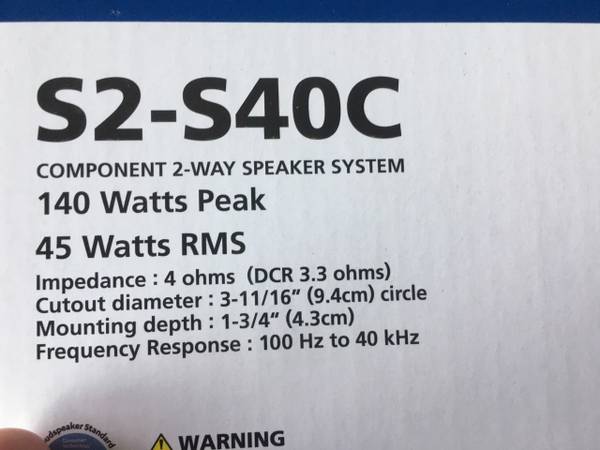 S2-S40C
COMPONENT 2-WAY SPEAKER SYSTEM
140 Watts Peak
45 Watts RMS
Impedance : 4 ohms (DCR 3.3 ohms)
Cutout diameter : 3-11/16" (9.4cm) circle
Mounting depth : 1-3/4" (4.3cm)
Frequency Response : 100 Hz to 40 kHz
Standard
Consumer
WARNING